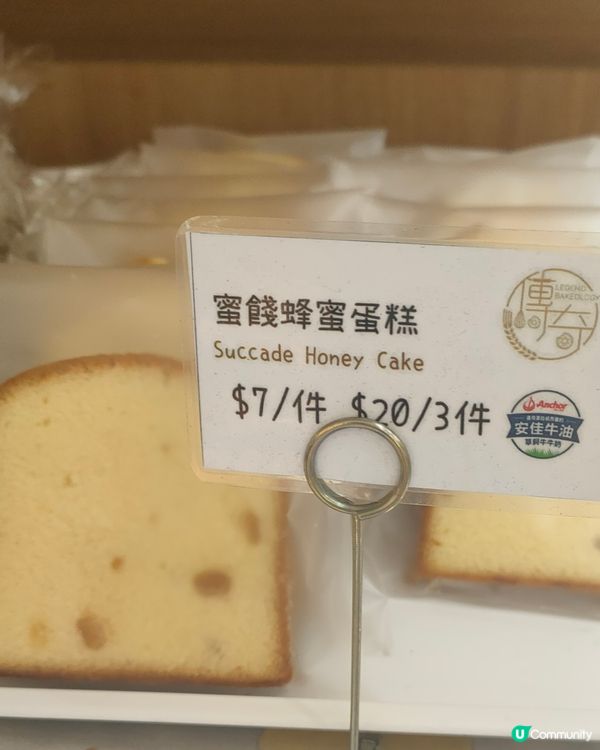 蜜餞蜂蜜蛋糕
Succade Honey Cake
$7/件 $20/3件
傳奇
LEGEND
BAKEOLOGY
Anchor
安佳牛油
U Community